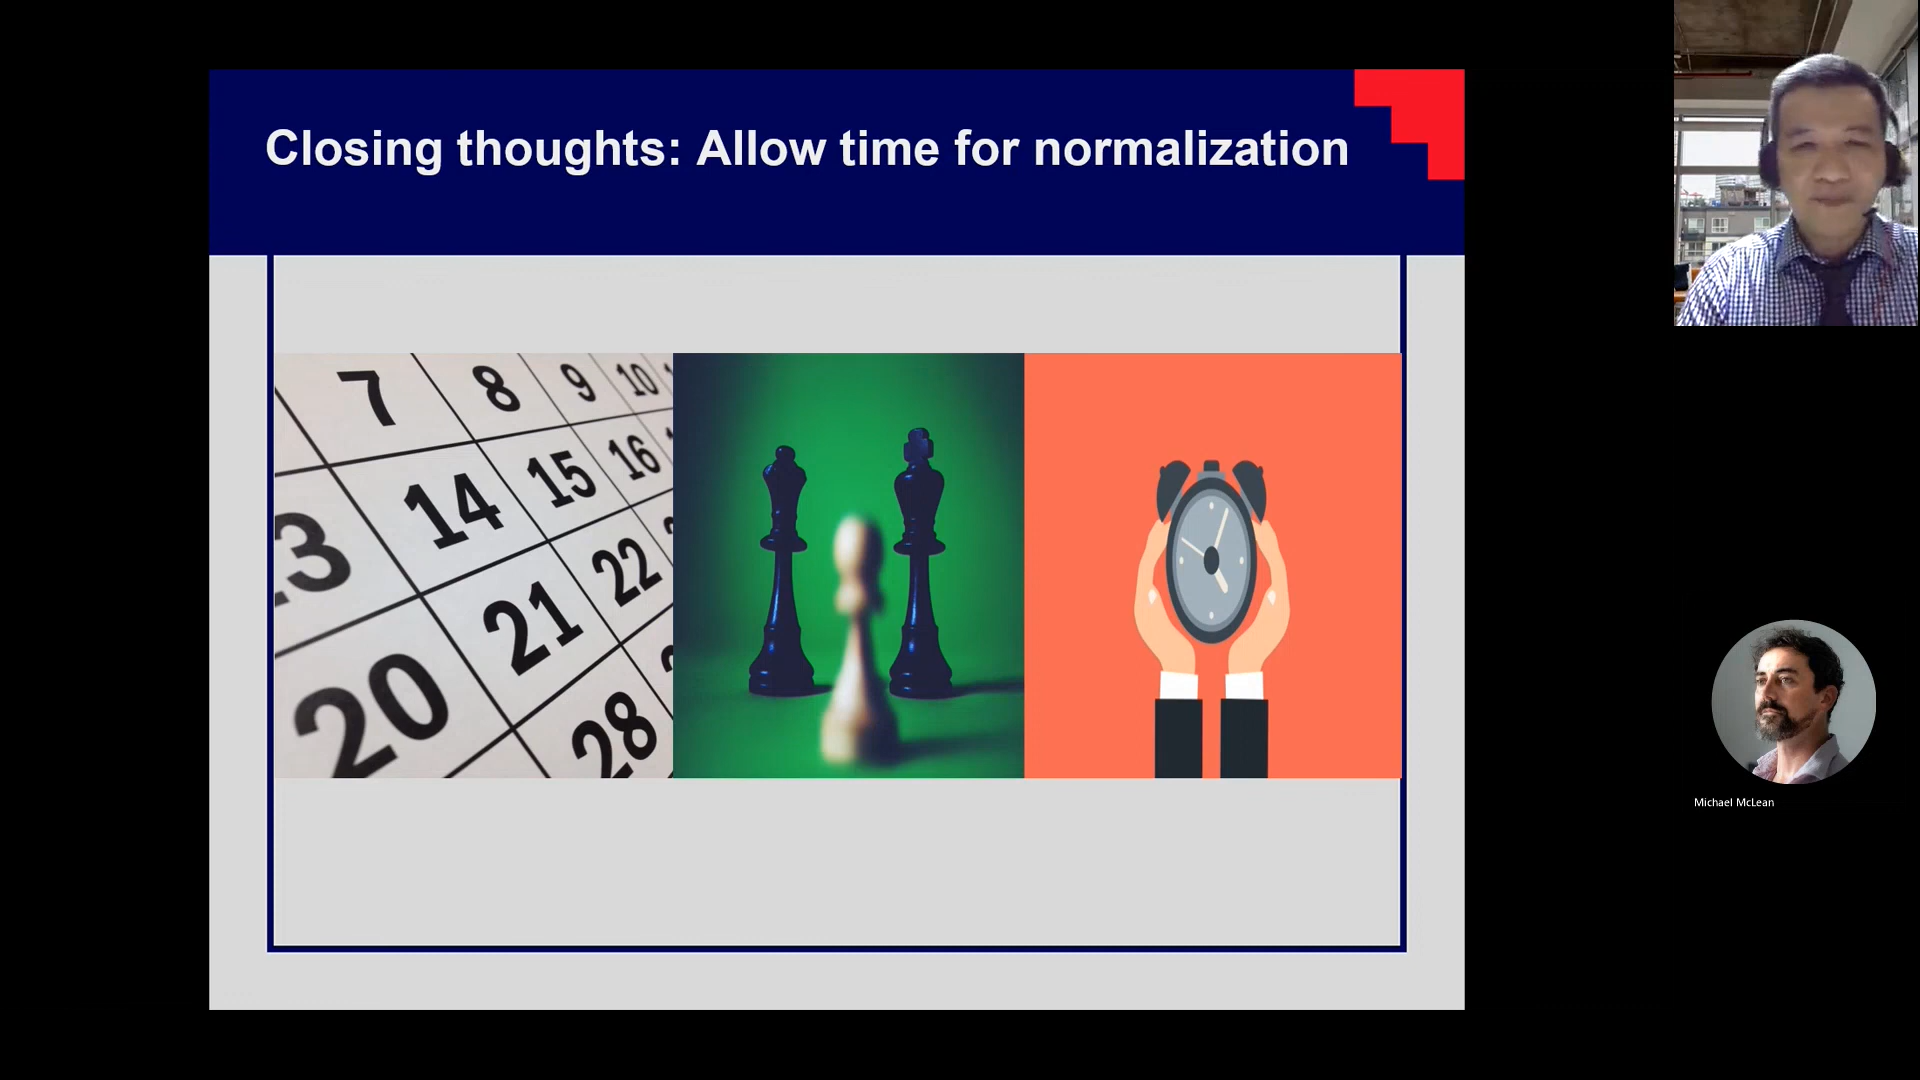 Closing thoughts: Allow time for normalization
7 8 9 10
3 14 15 16
20 21 22
28
Michael McLean